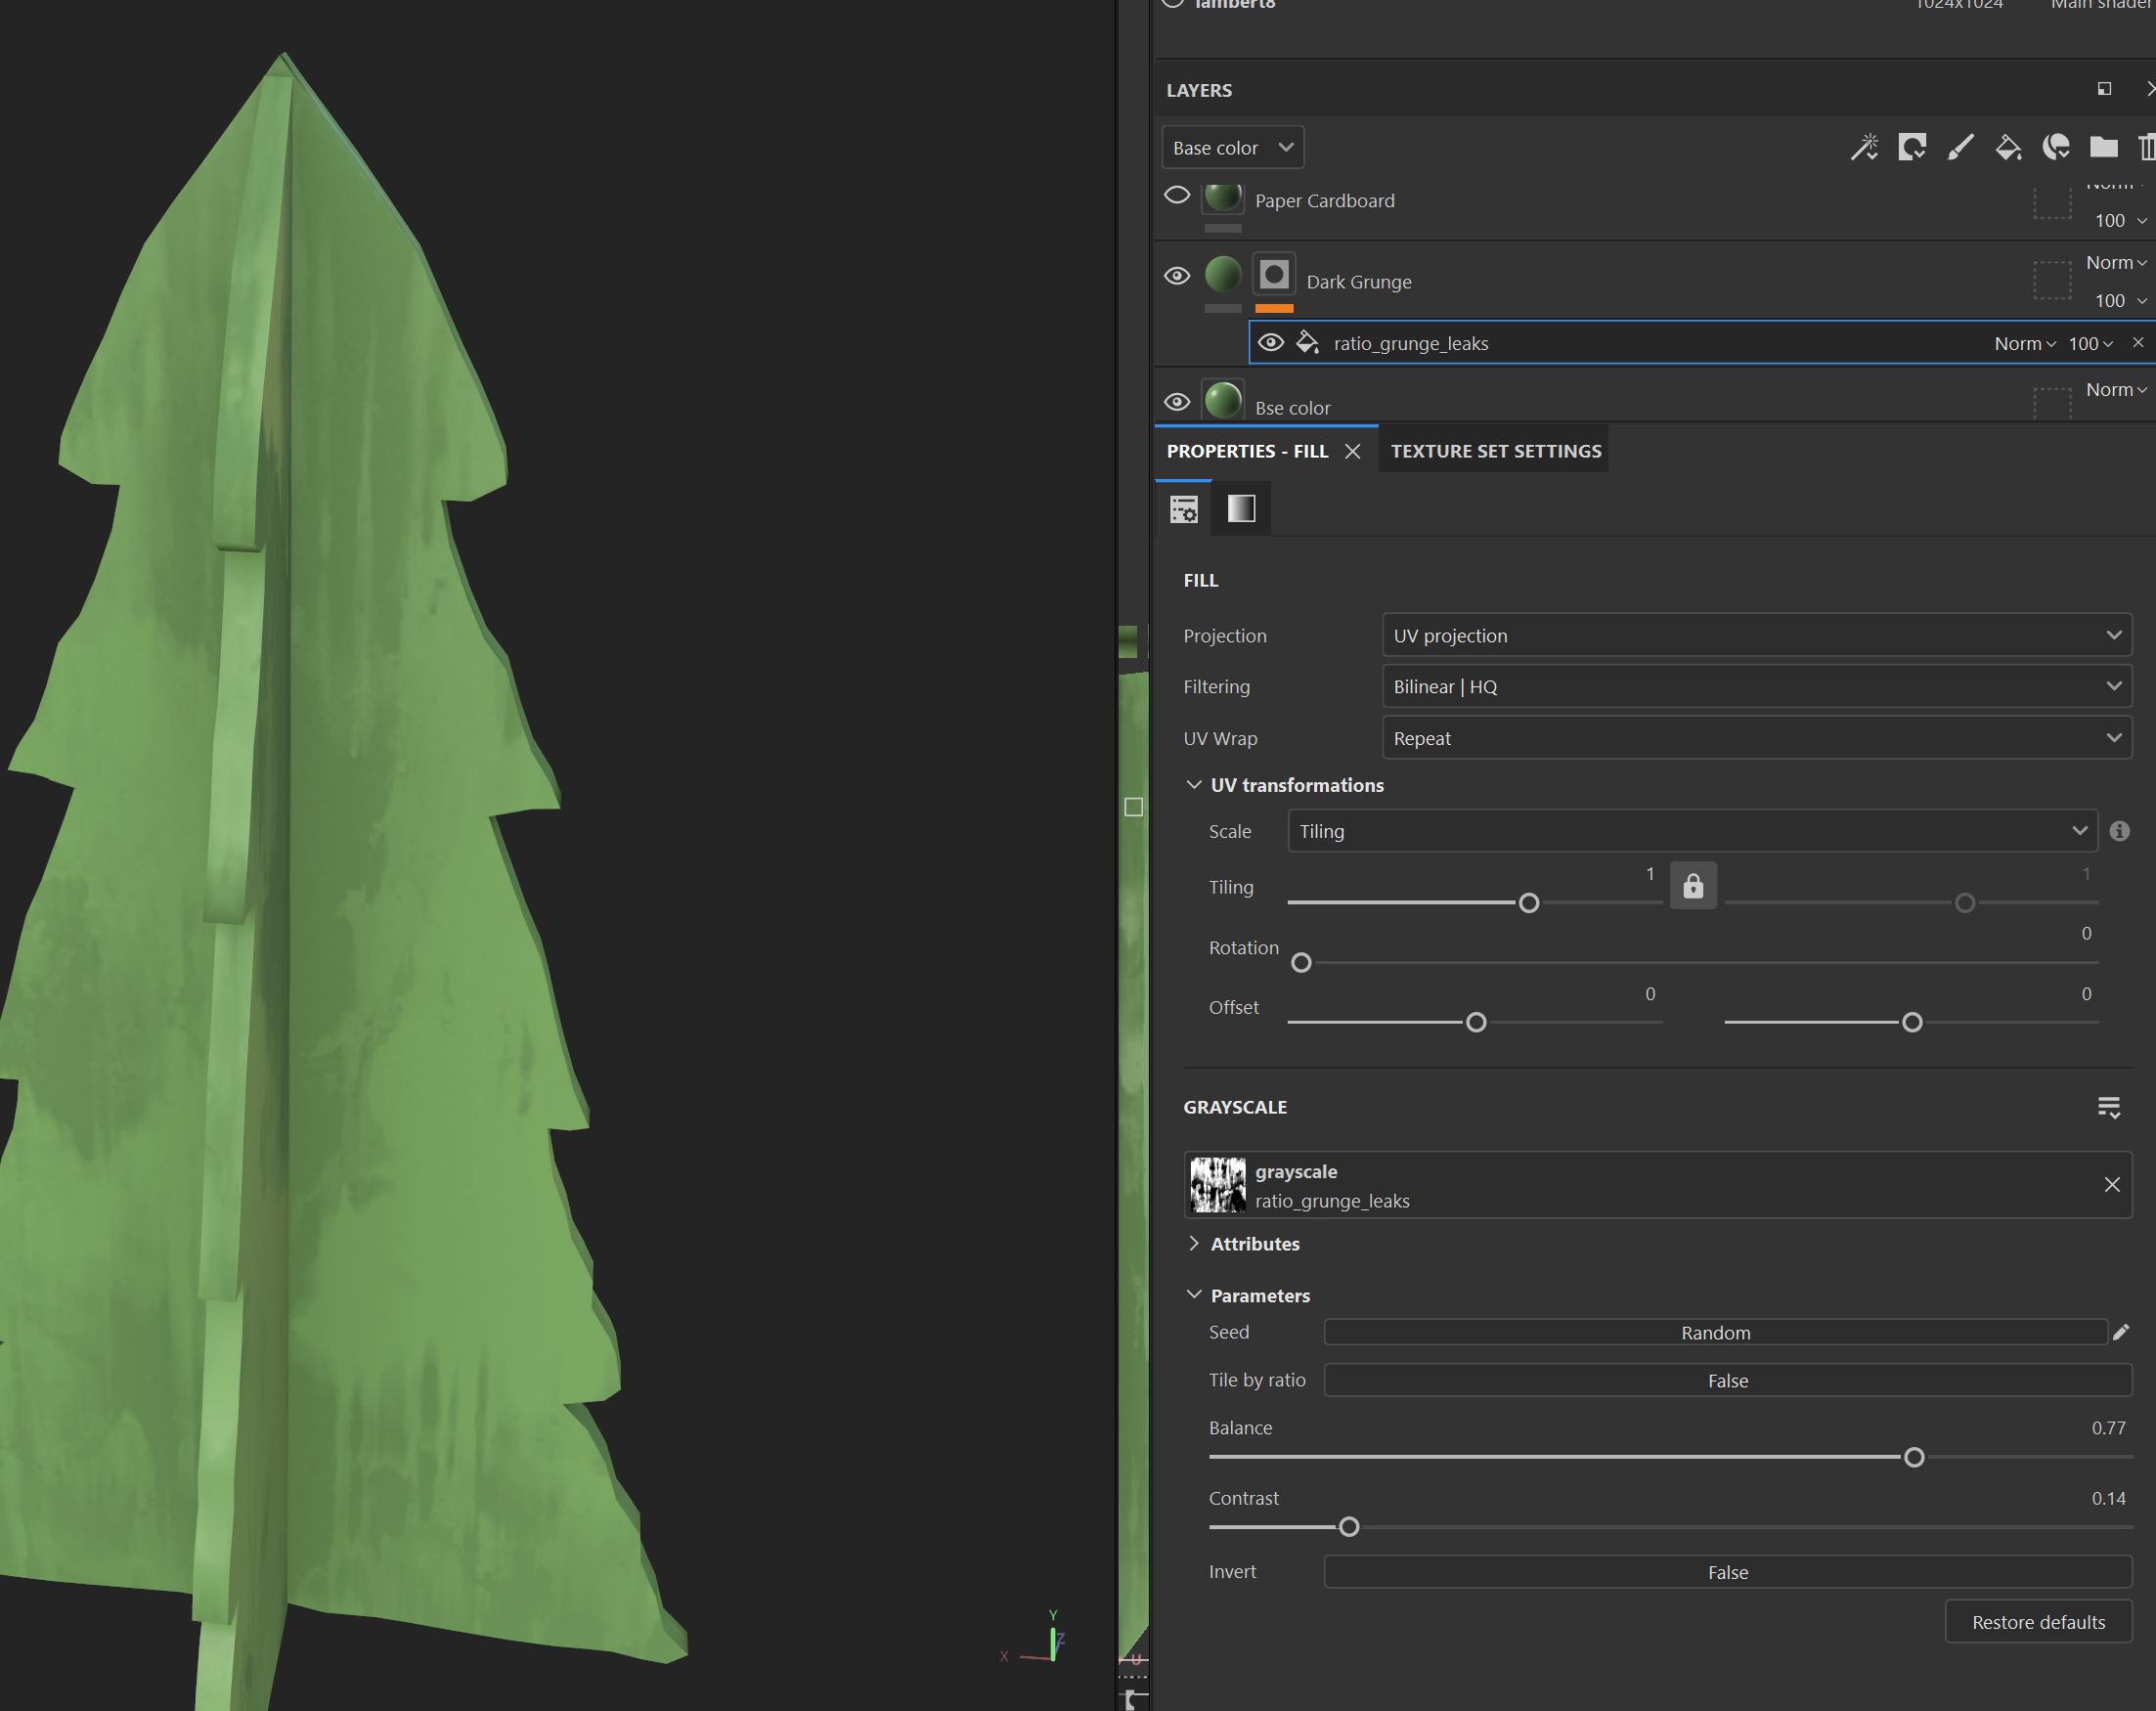 lambert8 1024x1024 Main shader
LAYERS
Base color
Norm
Paper Cardboard
100
Norm
Dark Grunge
100
ratio_grunge_leaks Norm 100
Norm
Bse color
PROPERTIES - FILL TEXTURE SET SETTINGS
FILL
Projection UV projection
Filtering Bilinear | HQ
UV Wrap Repeat
UV transformations
Scale Tiling
Tiling 1 1
Rotation 0
Offset 0 0
GRAYSCALE
grayscale
ratio_grunge_leaks
Attributes
Parameters
Seed Random
Tile by ratio False
Balance 0.77
Contrast 0.14
Invert False
Restore defaults
Y
Z
X
U